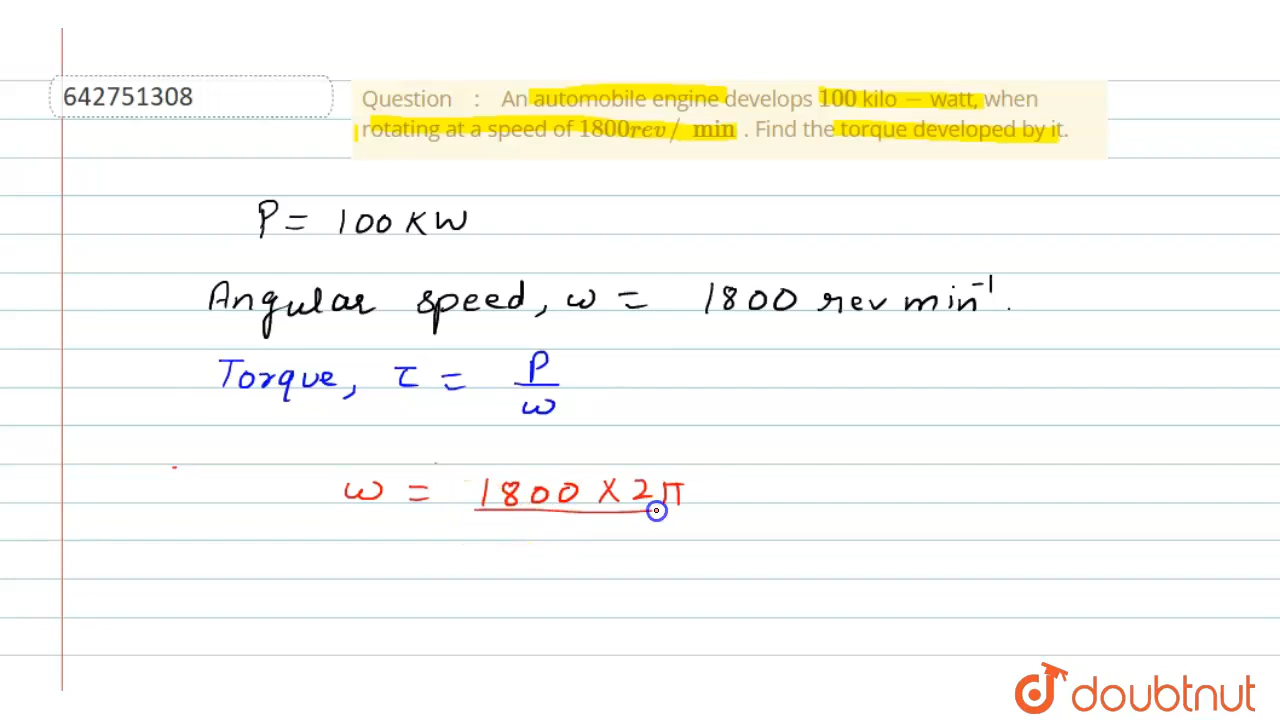 642751308
Question : An automobile engine develops 100 kilo − watt, when
rotating at a speed of 1800rev/ min . Find the torque developed by it.
P = 100 KW
Angular speed, ω = 1800 rev min⁻¹.
Torque, τ = P/ω
ω = 1800 × 2π
doubtnut